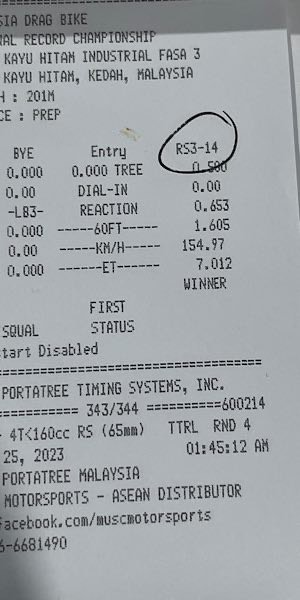 SIA DRAG BIKE
NAL RECORD CHAMPIONSHIP
KAYU HITAM INDUSTRIAL FASA 3
KAYU HITAM, KEDAH, MALAYSIA
H : 201M
CE : PREP
BYE Entry RS3-14
0.000 0.000 TREE 0.500
0.00 DIAL-IN 0.00
-LB3- REACTION 0.653
0.000 -----60FT----- 1.605
0.00 -----KM/H----- 154.97
0.000 ------ET------ 7.012
WINNER
FIRST
SQUAL STATUS
tart Disabled
====================================
PORTATREE TIMING SYSTEMS, INC.
========== 343/344 ==========600214
- 4T<160cc RS (65mm) TTRL RND 4
25, 2023 01:45:12 AM
PORTATREE MALAYSIA
MOTORSPORTS - ASEAN DISTRIBUTOR
facebook.com/muscmotorsports
6-6681490